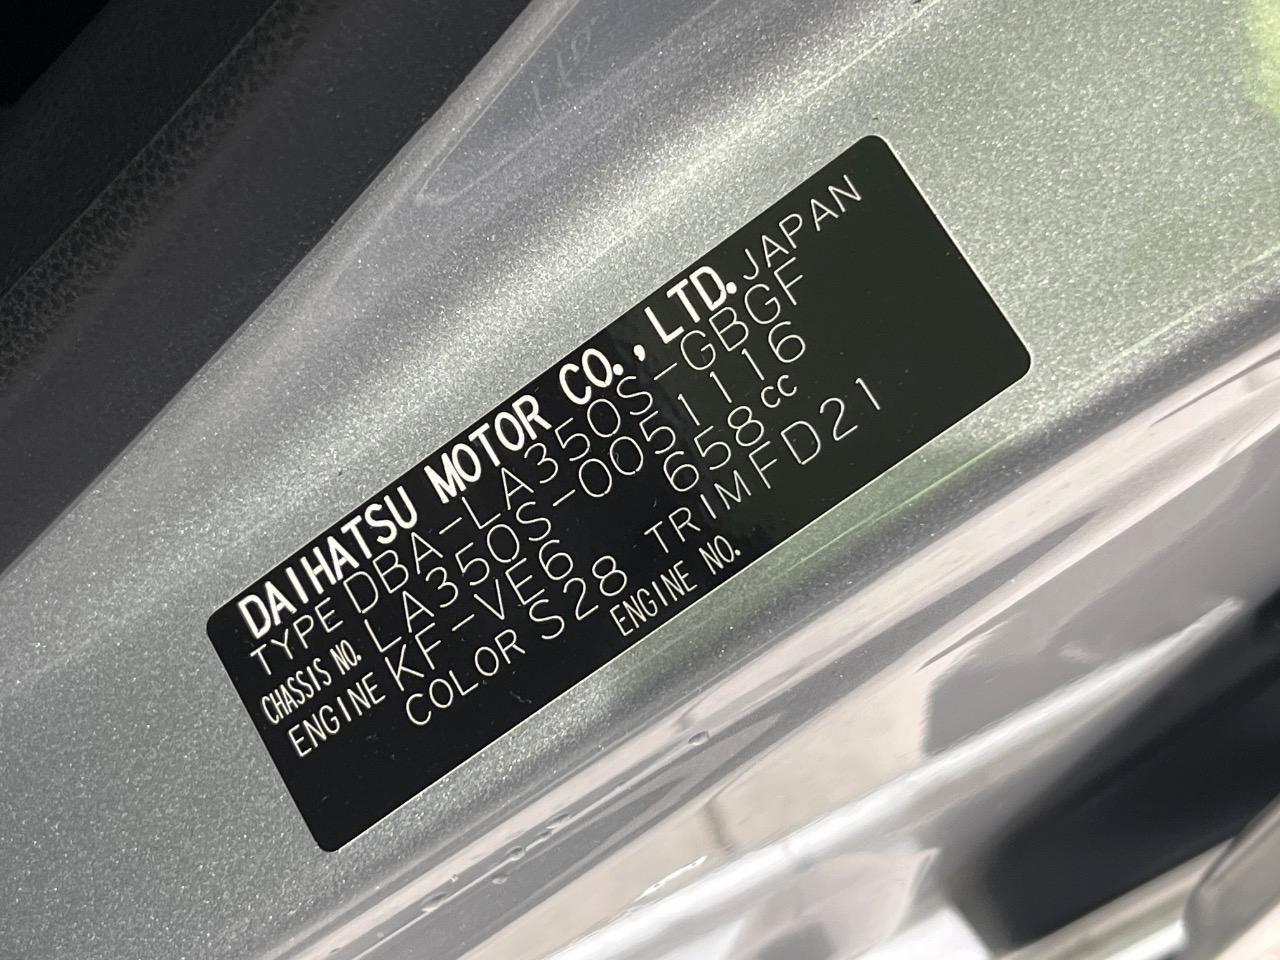 DAIHATSU MOTOR CO., LTD. JAPAN
TYPE DBA-LA350S-GBGF
CHASSIS NO. LA350S-0051116
ENGINE KF-VE6 658cc
COLOR S28 TRIM FD21
ENGINE NO.